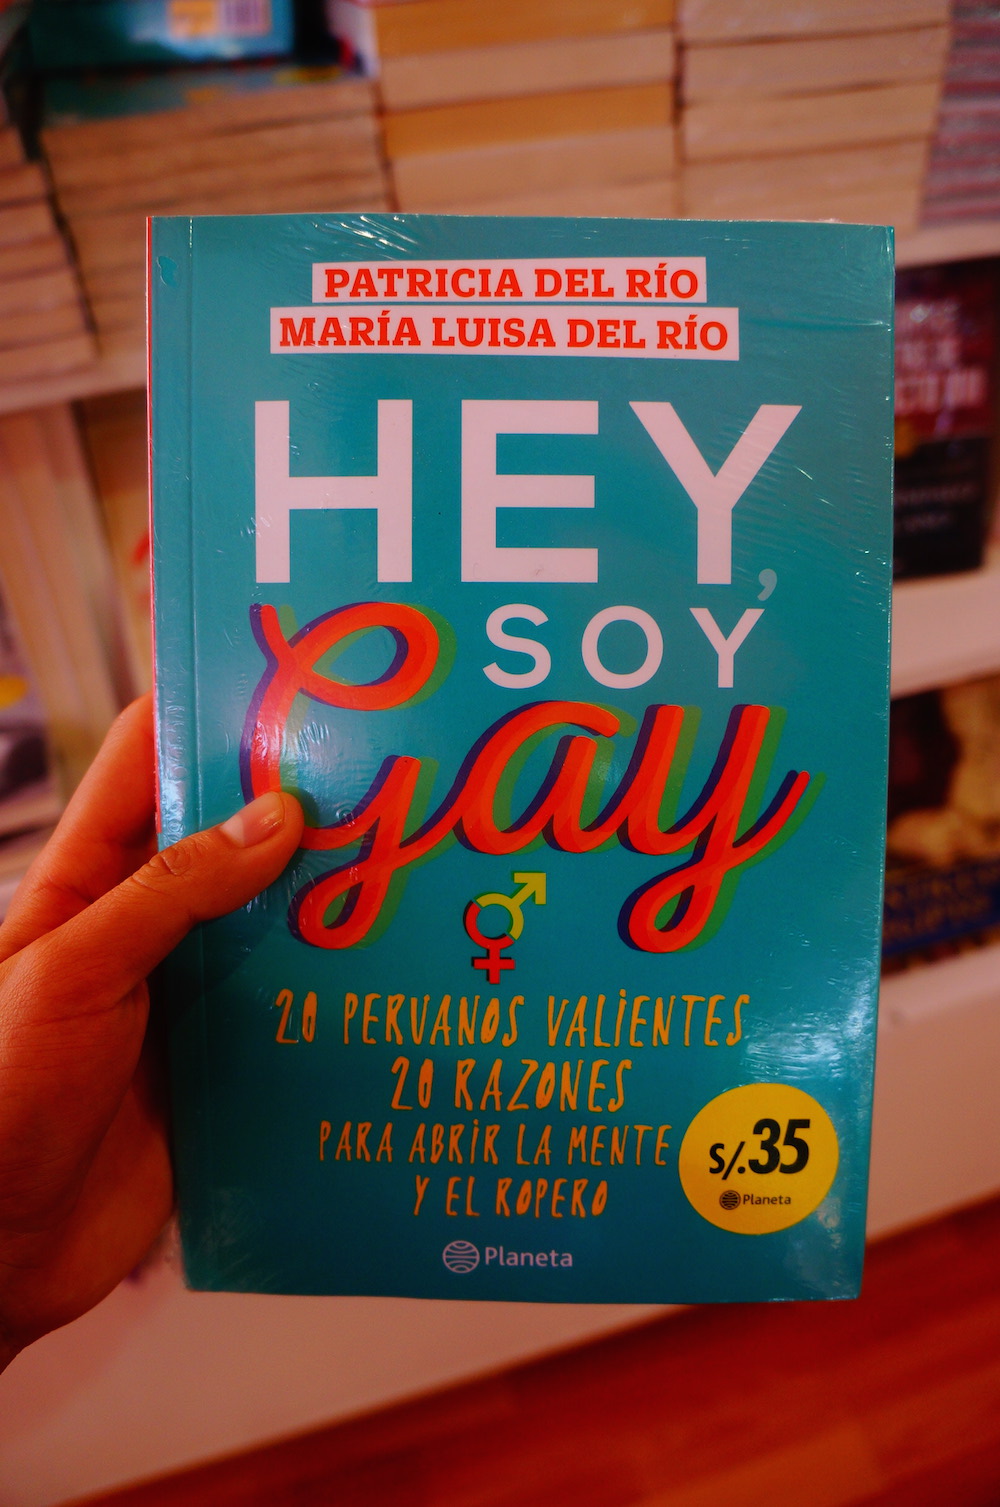 PATRICIA DEL RÍO
MARÍA LUISA DEL RÍO
HEY,
SOY
Gay
20 PERUANOS VALIENTES
20 RAZONES
PARA ABRIR LA MENTE
Y EL ROPERO
S/.35
Planeta
Planeta